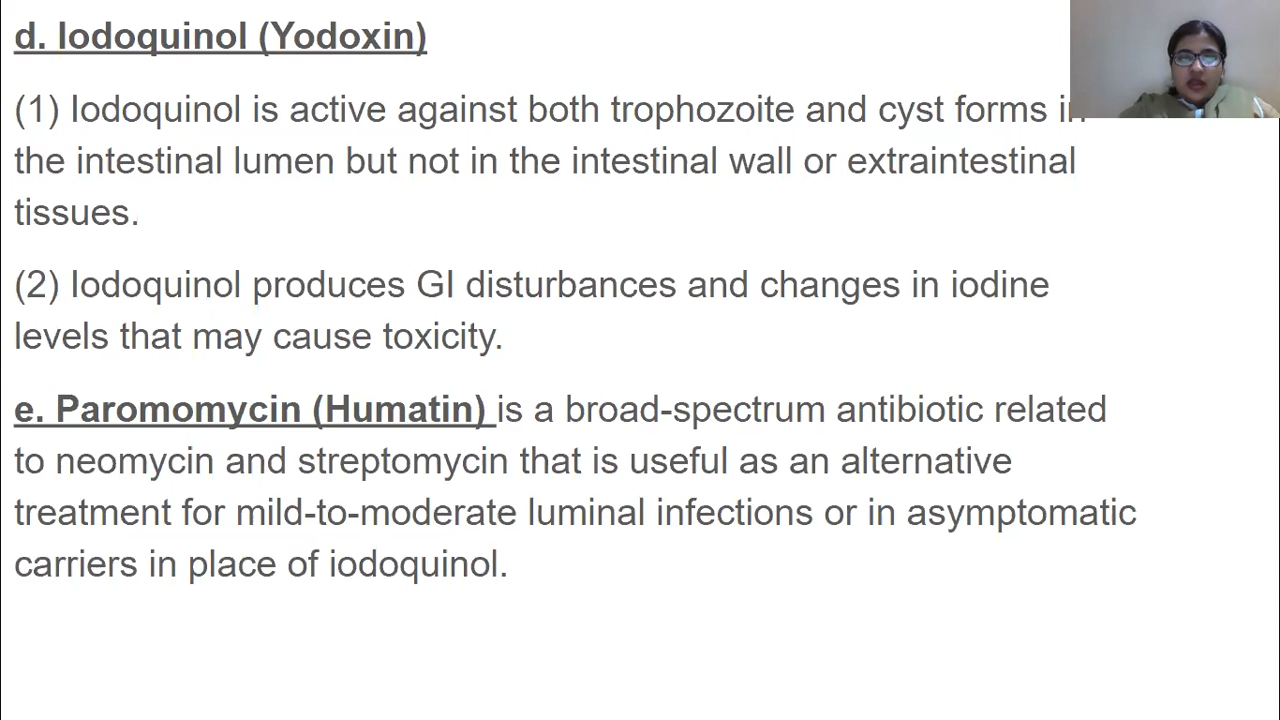 d. Iodoquinol (Yodoxin)
(1) Iodoquinol is active against both trophozoite and cyst forms in
the intestinal lumen but not in the intestinal wall or extraintestinal
tissues.
(2) Iodoquinol produces GI disturbances and changes in iodine
levels that may cause toxicity.
e. Paromomycin (Humatin) is a broad-spectrum antibiotic related
to neomycin and streptomycin that is useful as an alternative
treatment for mild-to-moderate luminal infections or in asymptomatic
carriers in place of iodoquinol.